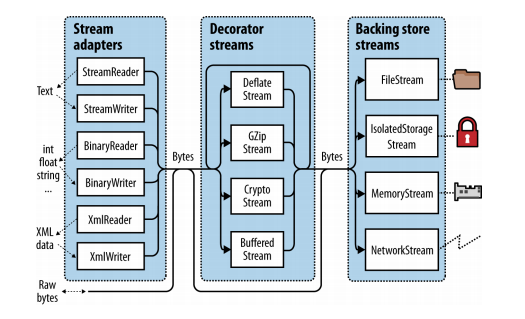 Stream
adapters
Decorator
streams
Backing store
streams
StreamReader
StreamWriter
BinaryReader
BinaryWriter
XmlReader
XmlWriter
Text
int
float
string
...
XML
data
Raw
bytes
Bytes
Deflate
Stream
GZip
Stream
Crypto
Stream
Buffered
Stream
Bytes
FileStream
IsolatedStorage
Stream
MemoryStream
NetworkStream